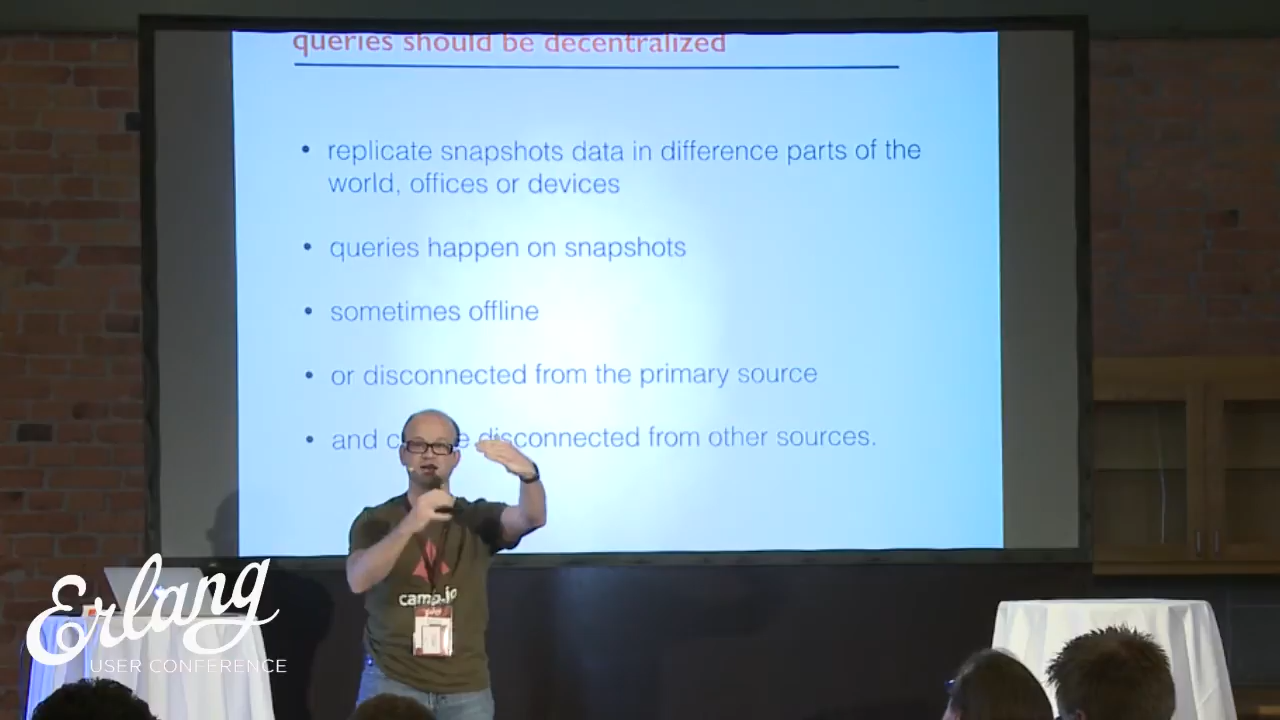 queries should be decentralized
• replicate snapshots data in difference parts of the
world, offices or devices
• queries happen on snapshots
• sometimes offline
• or disconnected from the primary source
• and disconnected from other sources.
camp.io
Erlang
USER CONFERENCE